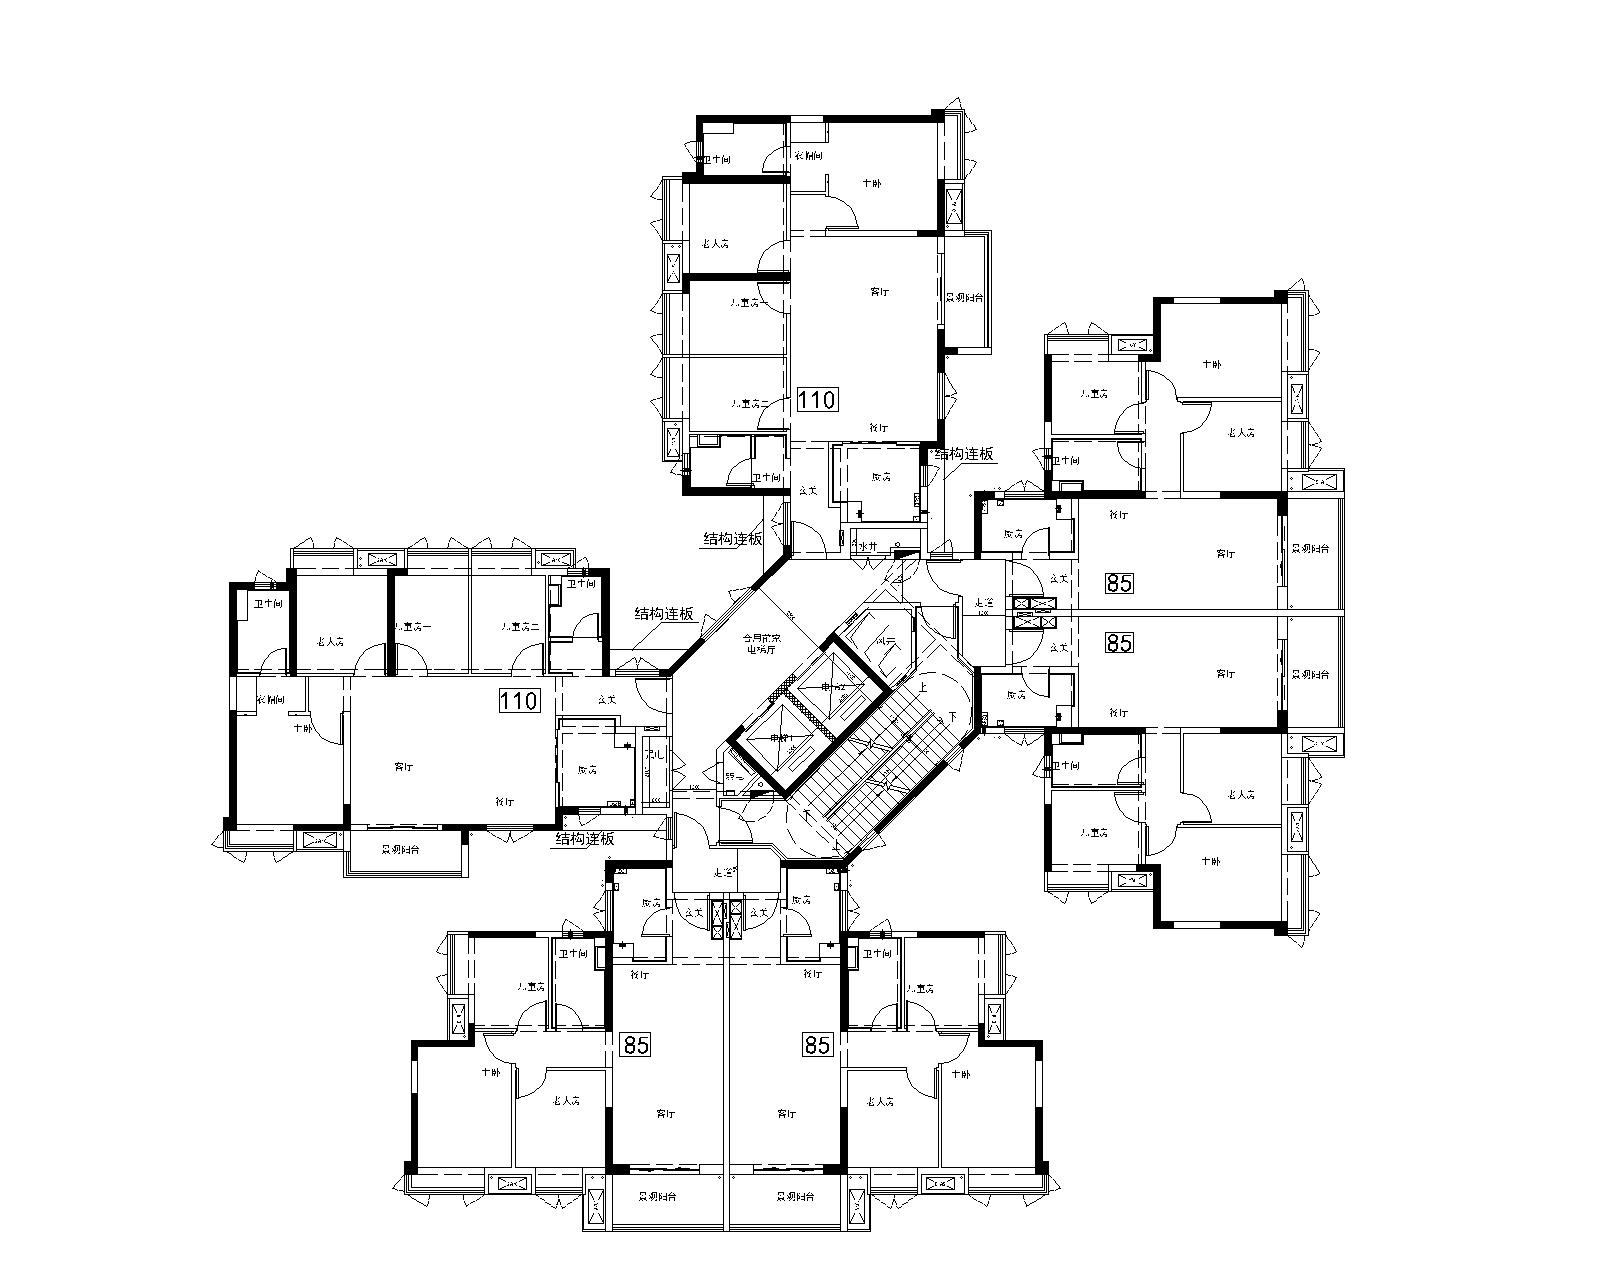 卫生间
衣帽间
主卧
老人房
客厅
儿童房一
景观阳台
儿童房二
110
餐厅
结构连板
卫生间
厨房
玄关
水井
结构连板
主卧
儿童房
老人房
卫生间
餐厅
厨房
客厅
景观阳台
玄关
85
走道
85
玄关
客厅
景观阳台
厨房
餐厅
卫生间
老人房
儿童房
主卧
结构连板
合用前室
电梯厅
上
下
电梯2
电梯1
下
卫生间
老人房
儿童房一
儿童房二
卫生间
衣帽间
主卧
110
玄关
客厅
厨房
餐厅
景观阳台
结构连板
走道
厨房
玄关
玄关
厨房
卫生间
餐厅
餐厅
卫生间
儿童房
儿童房
85
85
主卧
主卧
老人房
老人房
客厅
客厅
景观阳台
景观阳台